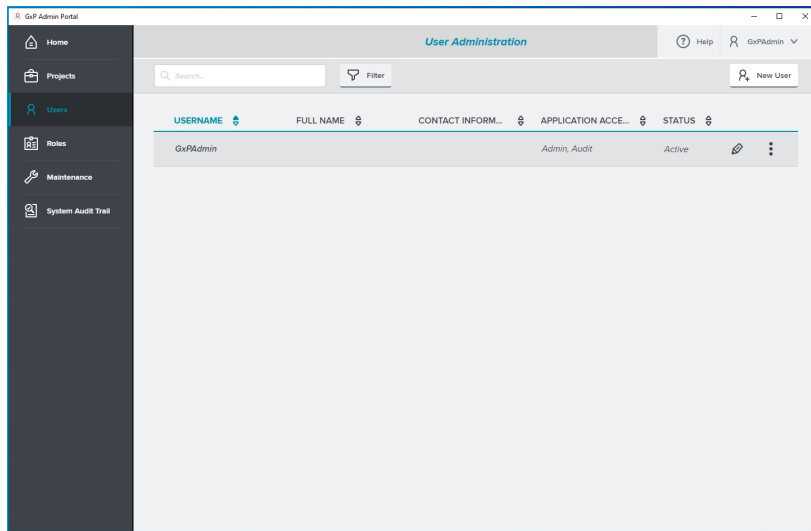 GxP Admin Portal
Home
User Administration
Help
GxPAdmin
Projects
Search...
Filter
New User
Users
USERNAME FULL NAME CONTACT INFORM... APPLICATION ACCE... STATUS
Roles
GxPAdmin Admin, Audit Active
Maintenance
System Audit Trail